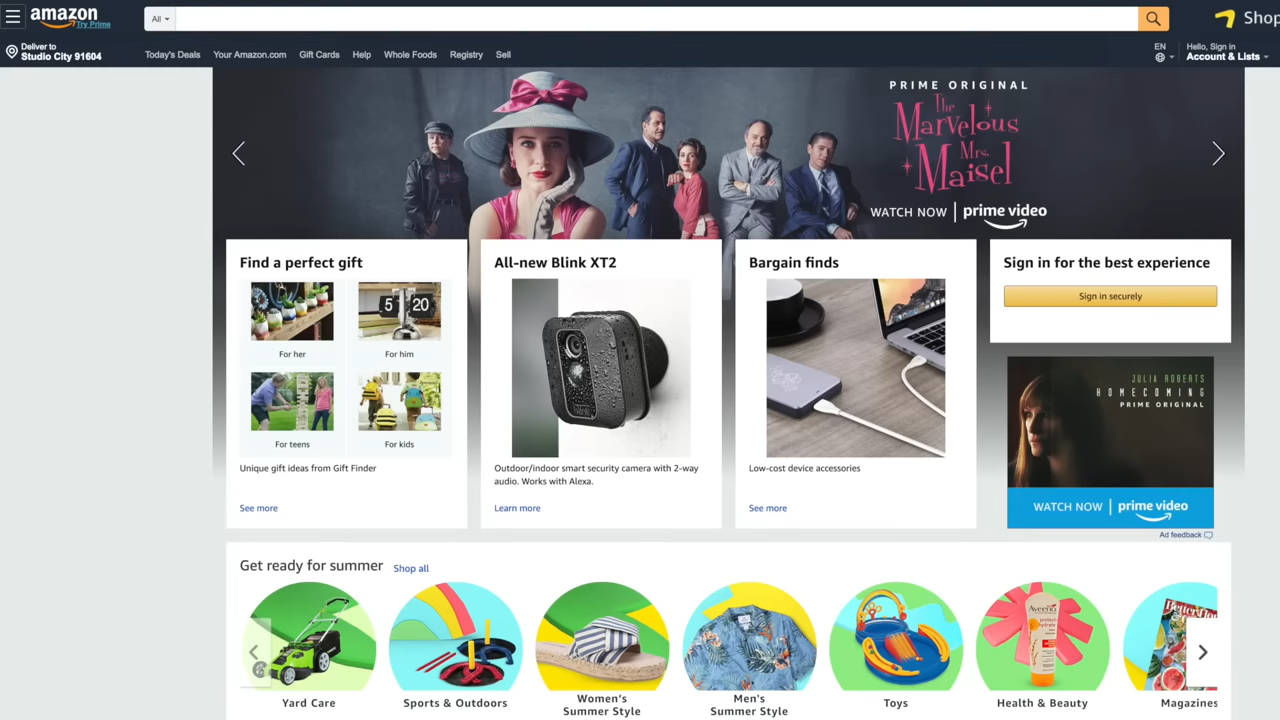 amazon
Try Prime
All
Shop
Deliver to
Studio City 91604
Today's Deals
Your Amazon.com
Gift Cards
Help
Whole Foods
Registry
Sell
EN
Hello, Sign in
Account & Lists
PRIME ORIGINAL
The
Marvelous
Mrs.
Maisel
WATCH NOW | prime video
Find a perfect gift
For her
For him
For teens
For kids
Unique gift ideas from Gift Finder
See more
All-new Blink XT2
Outdoor/indoor smart security camera with 2-way
audio. Works with Alexa.
Learn more
Bargain finds
Low-cost device accessories
See more
Sign in for the best experience
Sign in securely
JULIA ROBERTS
HOMECOMING
PRIME ORIGINAL
WATCH NOW | prime video
Ad feedback
Get ready for summer
Shop all
5 20
Aveeno
protect+
hydrate
Yard Care
Sports & Outdoors
Women's
Summer Style
Men's
Summer Style
Toys
Health & Beauty
Magazines